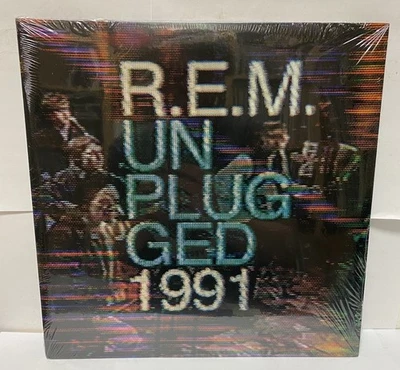 R.E.M.
UN
PLUG
GED
1991